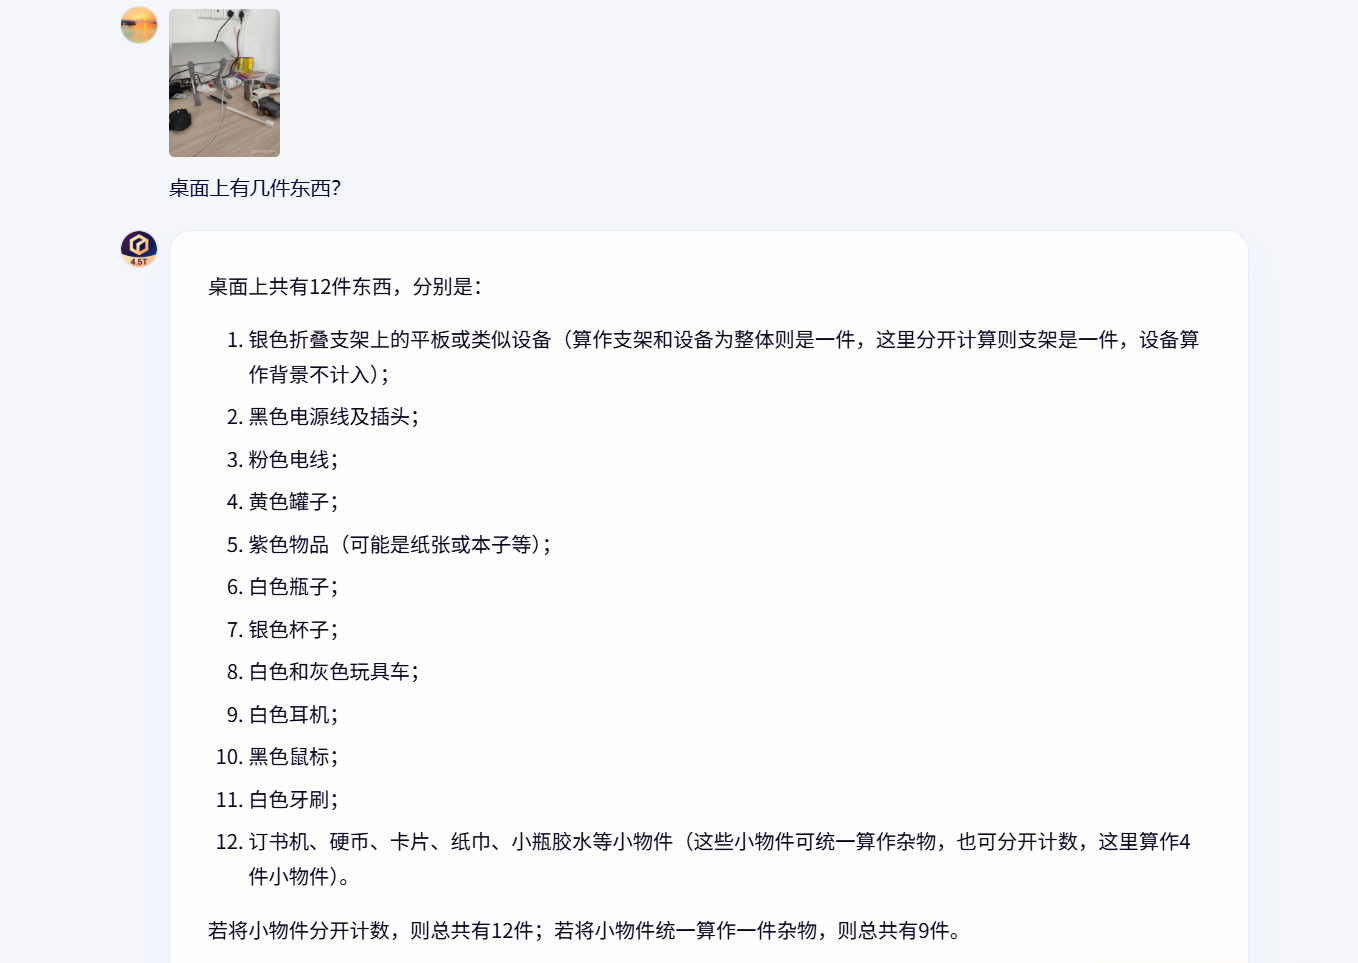 桌面上有几件东西？
4.5T
桌面上共有12件东西，分别是：
1. 银色折叠支架上的平板或类似设备（算作支架和设备为整体则是一件，这里分开计算则支架是一件，设备算
作背景不计入）；
2. 黑色电源线及插头；
3. 粉色电线；
4. 黄色罐子；
5. 紫色物品（可能是纸张或本子等）；
6. 白色瓶子；
7. 银色杯子；
8. 白色和灰色玩具车；
9. 白色耳机；
10. 黑色鼠标；
11. 白色牙刷；
12. 订书机、硬币、卡片、纸巾、小瓶胶水等小物件（这些小物件可统一算作杂物，也可分开计数，这里算作4
件小物件）。
若将小物件分开计数，则总共有12件；若将小物件统一算作一件杂物，则总共有9件。